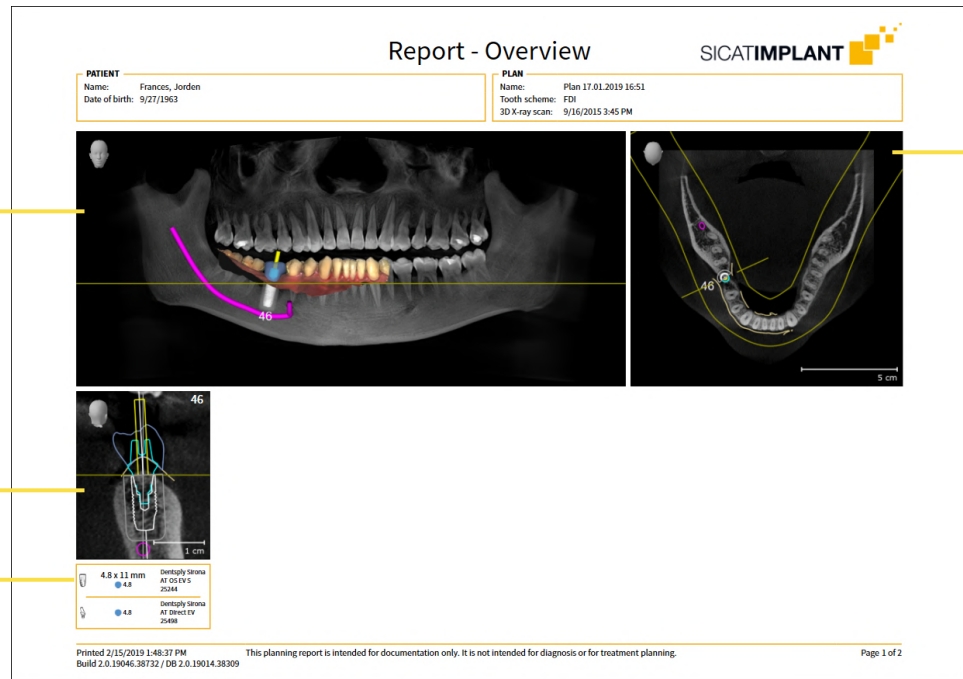 Report - Overview
SICATIMPLANT
PATIENT
Name: Frances, Jorden
Date of birth: 9/27/1963
PLAN
Name: Plan 17.01.2019 16:51
Tooth scheme: FDI
3D X-ray scan: 9/16/2015 3:45 PM
46
46
5 cm
46
1 cm
4.8 x 11 mm
4.8
Dentsply Sirona
AT OS EV S
25244
4.8
Dentsply Sirona
AT Direct EV
25498
Printed 2/15/2019 1:48:37 PM
Build 2.0.19046.38732 / DB 2.0.19014.38309
This planning report is intended for documentation only. It is not intended for diagnosis or for treatment planning.
Page 1 of 2